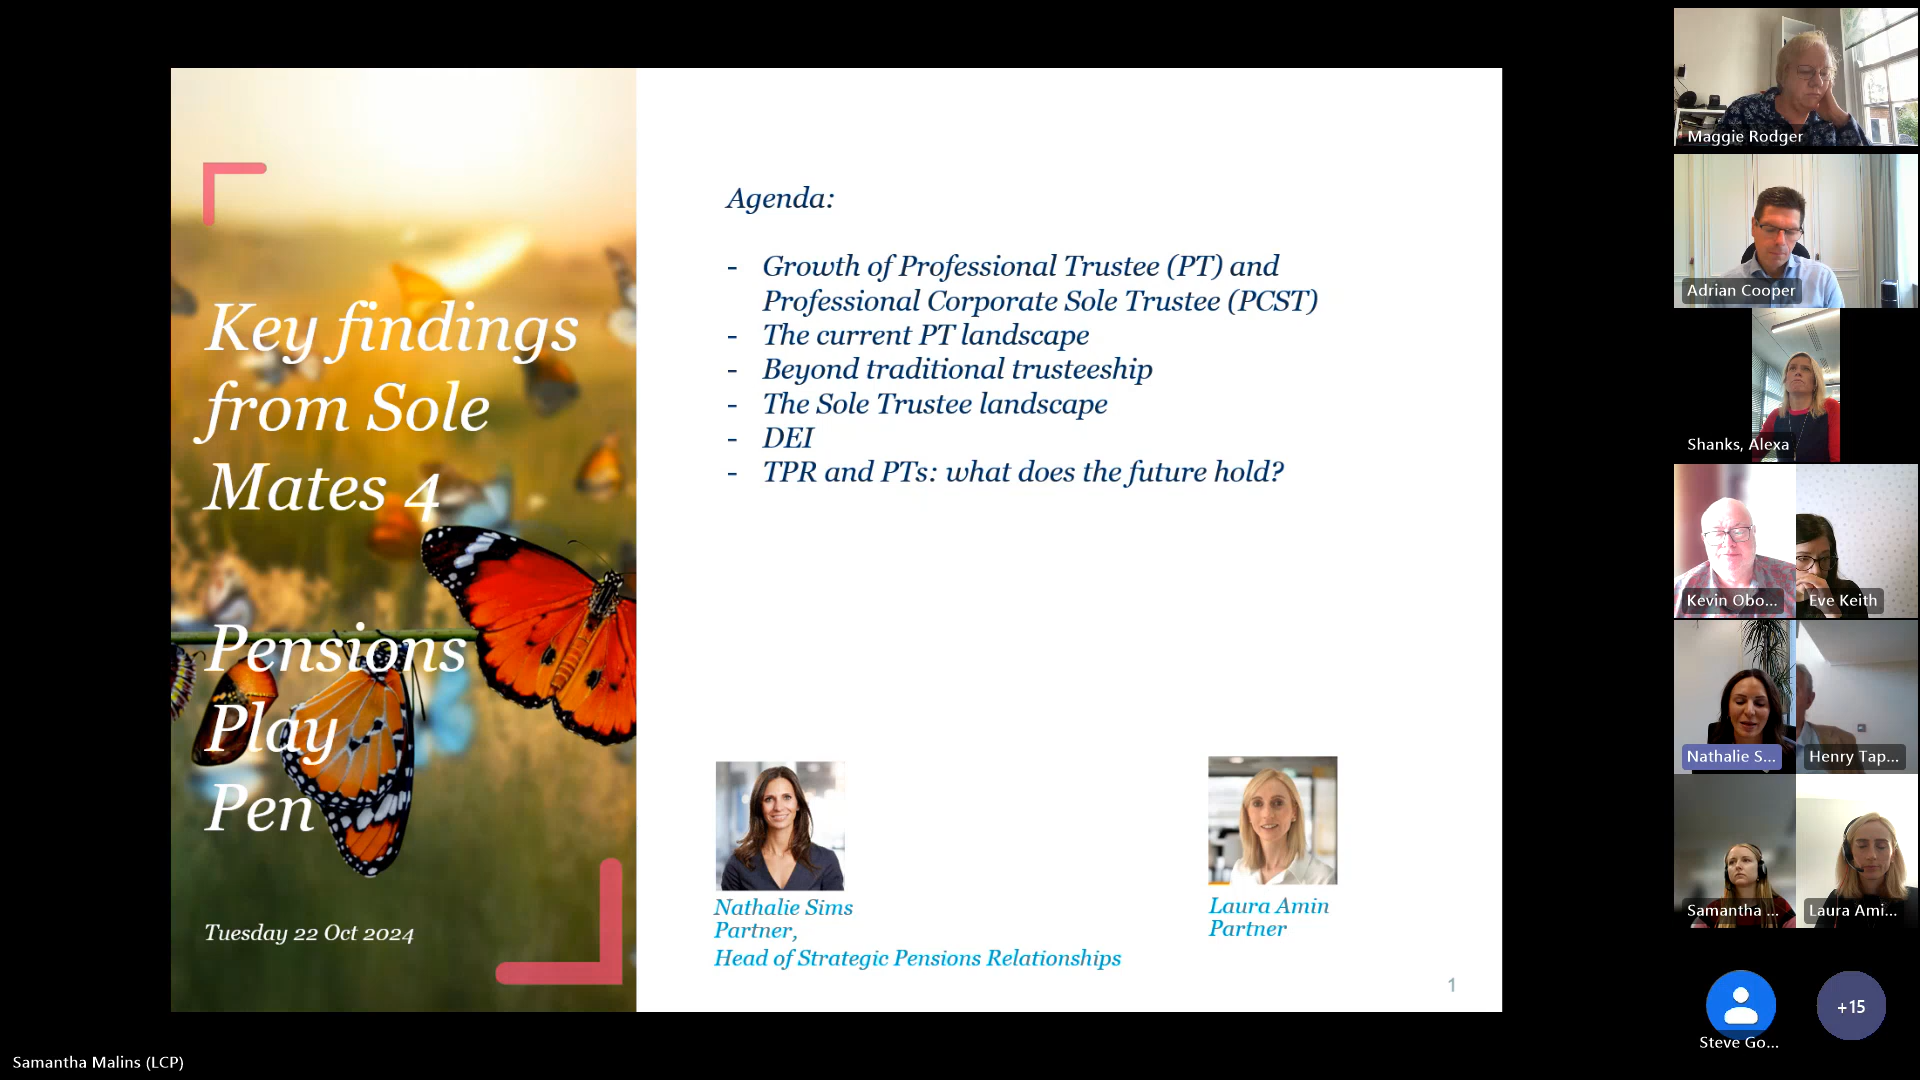 Key findings
from Sole
Mates 4
Pensions
Play
Pen
Tuesday 22 Oct 2024
Agenda:
- Growth of Professional Trustee (PT) and
Professional Corporate Sole Trustee (PCST)
- The current PT landscape
- Beyond traditional trusteeship
- The Sole Trustee landscape
- DEI
- TPR and PTs: what does the future hold?
Nathalie Sims
Partner,
Head of Strategic Pensions Relationships
Laura Amin
Partner
1
Maggie Rodger
Adrian Cooper
Shanks, Alexa
Kevin Obo...
Eve Keith
Nathalie S...
Henry Tap...
Samantha ...
Laura Ami...
Steve Go...
+15
Samantha Malins (LCP)